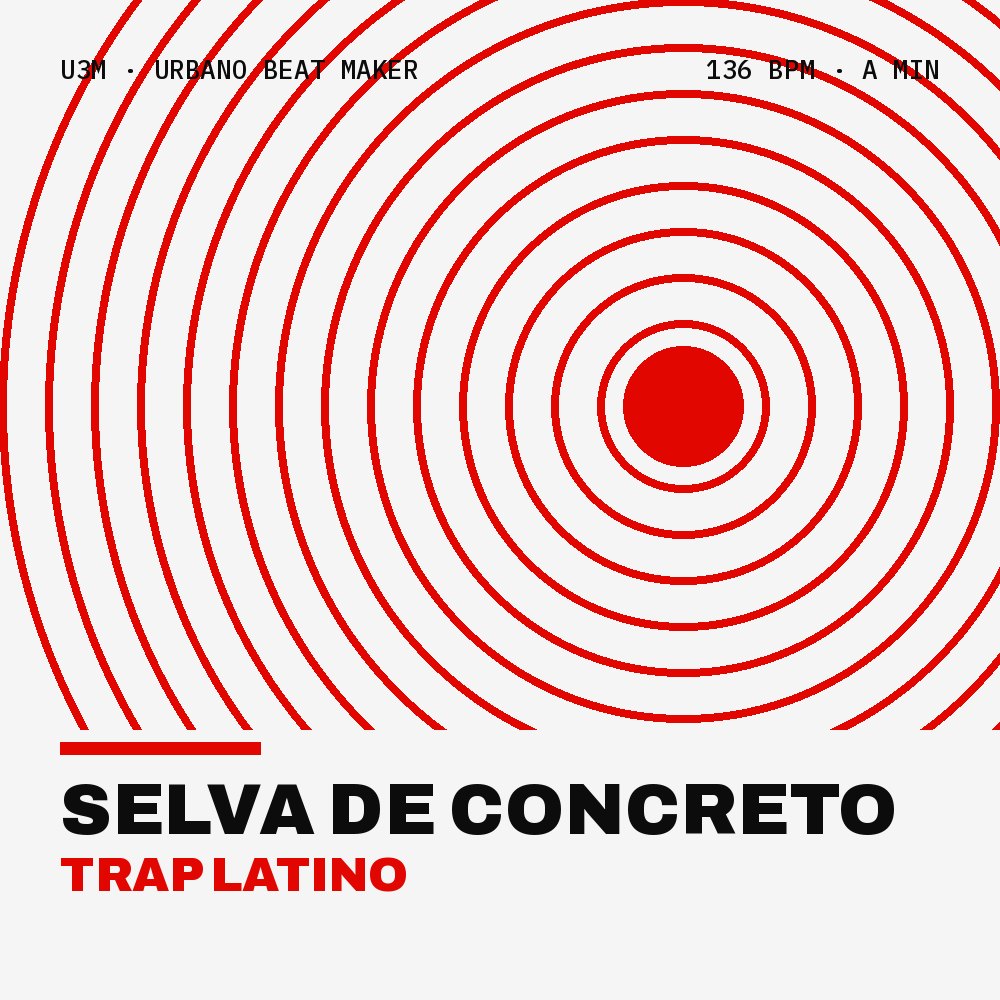 U3M · URBANO BEAT MAKER
136 BPM · A MIN
SELVA DE CONCRETO
TRAP LATINO